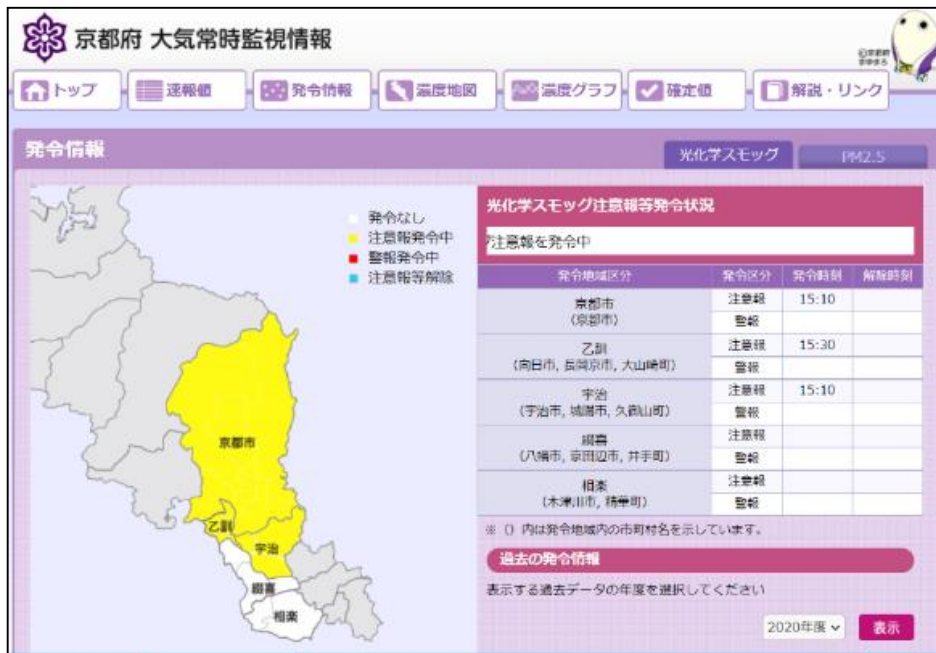 京都府 大気常時監視情報
©京都府
まゆまろ
トップ
速報値
発令情報
濃度地図
濃度グラフ
確定値
解説・リンク
発令情報
光化学スモッグ
PM2.5
発令なし
注意報発令中
警報発令中
注意報等解除
京都市
乙訓
宇治
綴喜
相楽
光化学スモッグ注意報等発令状況
注意報を発令中
発令地域区分 発令区分 発令時刻 解除時刻
京都市
(京都市)
注意報 15:10
警報
乙訓
(向日市, 長岡京市, 大山崎町)
注意報 15:30
警報
宇治
(宇治市, 城陽市, 久御山町)
注意報 15:10
警報
綴喜
(八幡市, 京田辺市, 井手町)
注意報
警報
相楽
(木津川市, 精華町)
注意報
警報
※ () 内は発令地域内の市町村名を示しています。
過去の発令情報
表示する過去データの年度を選択してください
2020年度
表示